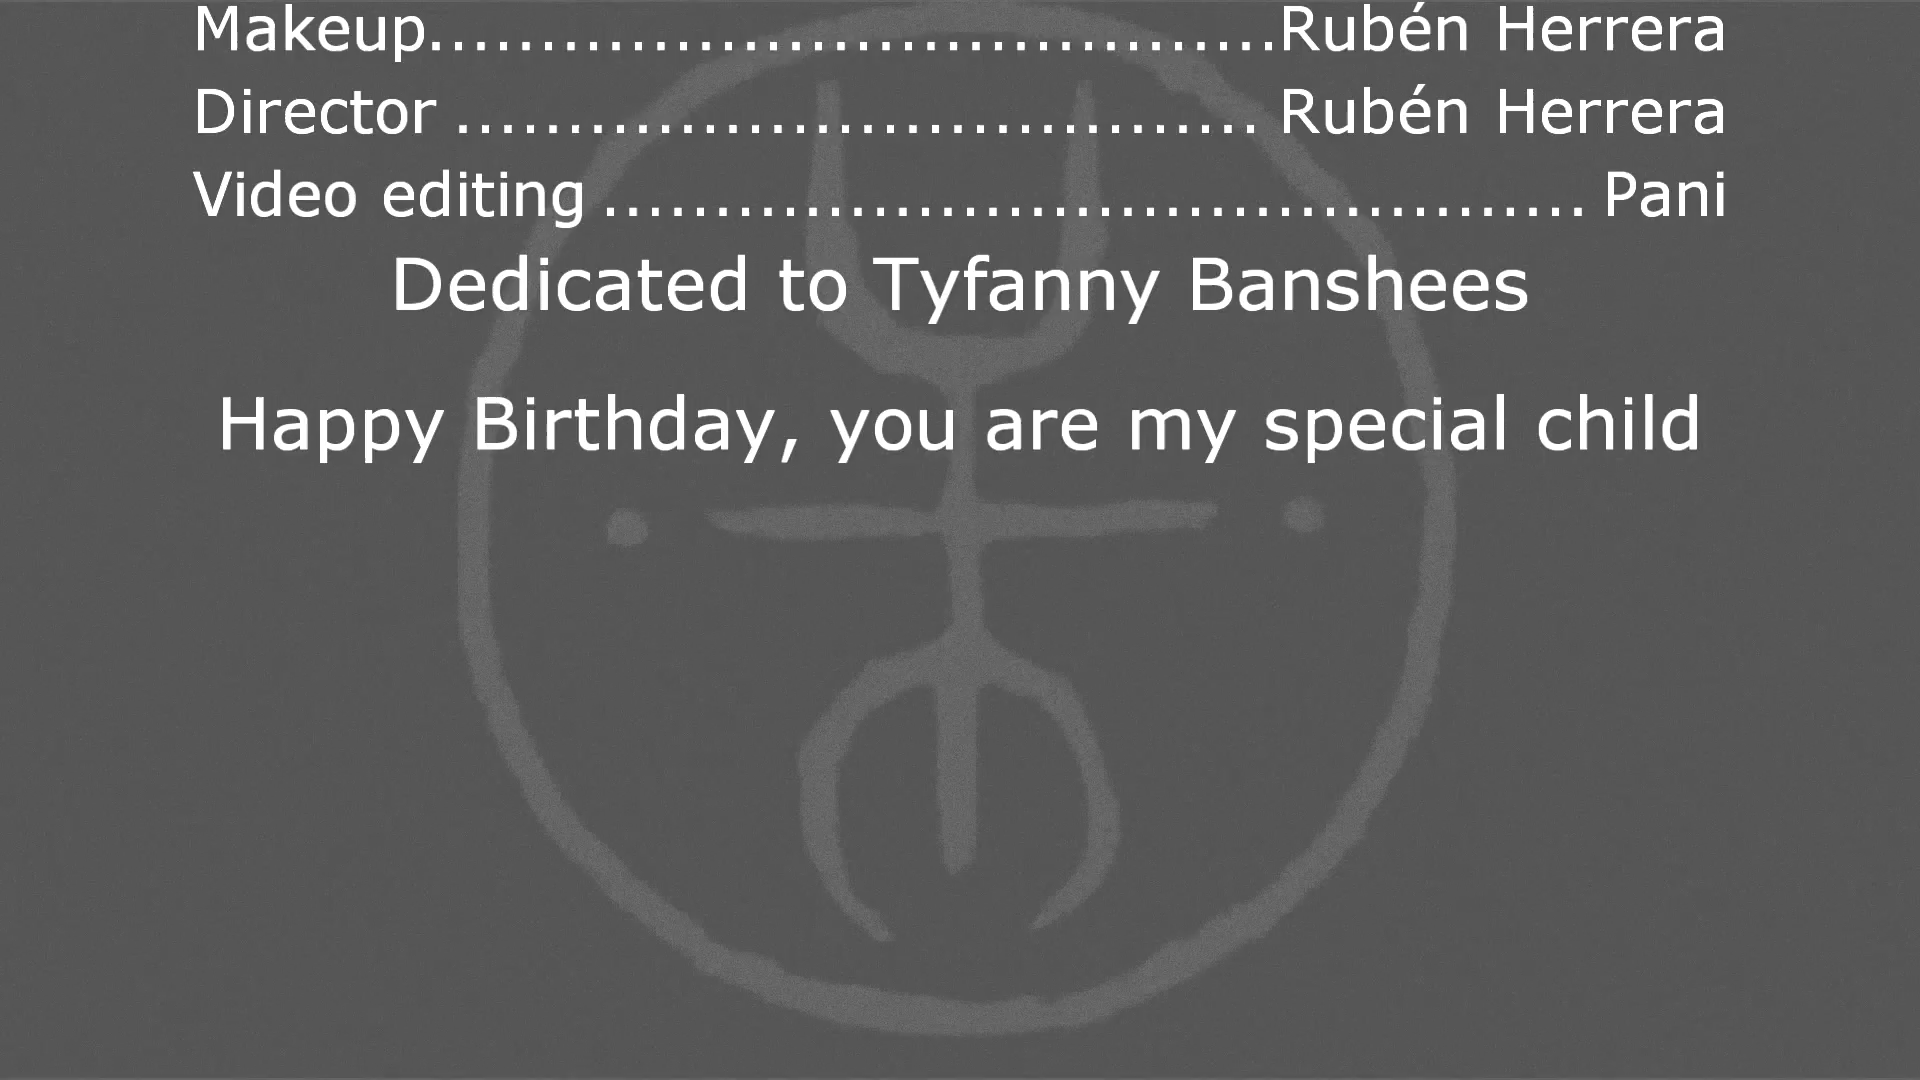 Makeup......................................Rubén Herrera
Director .................................... Rubén Herrera
Video editing ............................................ Pani
Dedicated to Tyfanny Banshees
Happy Birthday, you are my special child